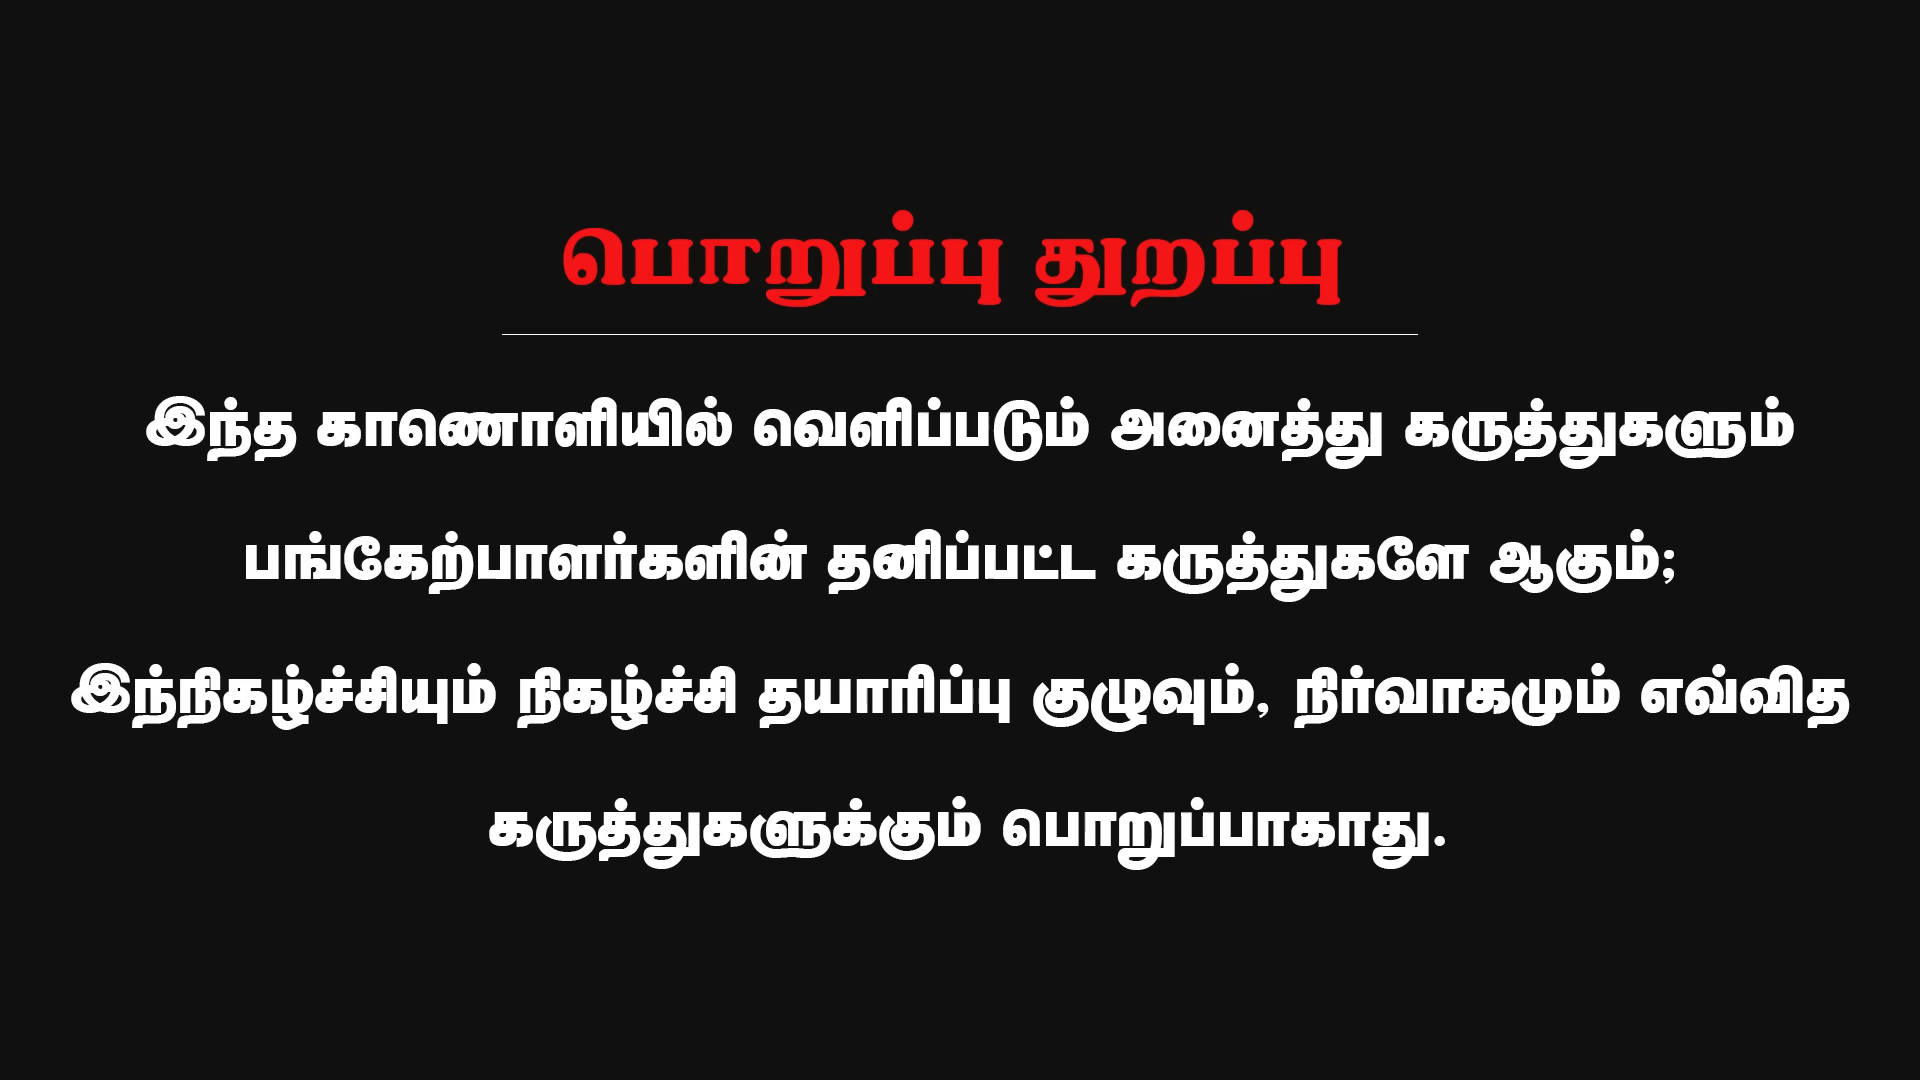 பொறுப்பு துறப்பு
இந்த காணொளியில் வெளிப்படும் அனைத்து கருத்துகளும்
பங்கேற்பாளர்களின் தனிப்பட்ட கருத்துகளே ஆகும்;
இந்நிகழ்ச்சியும் நிகழ்ச்சி தயாரிப்பு குழுவும், நிர்வாகமும் எவ்வித
கருத்துகளுக்கும் பொறுப்பாகாது.